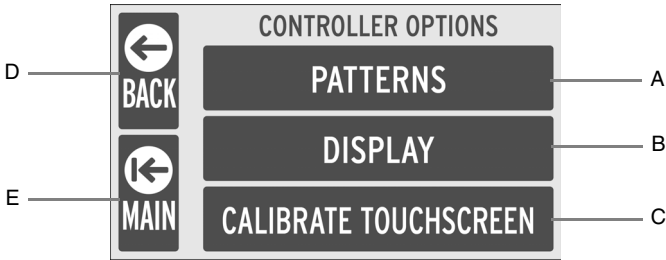 CONTROLLER OPTIONS
D
BACK
PATTERNS
A
DISPLAY
B
E
MAIN
CALIBRATE TOUCHSCREEN
C